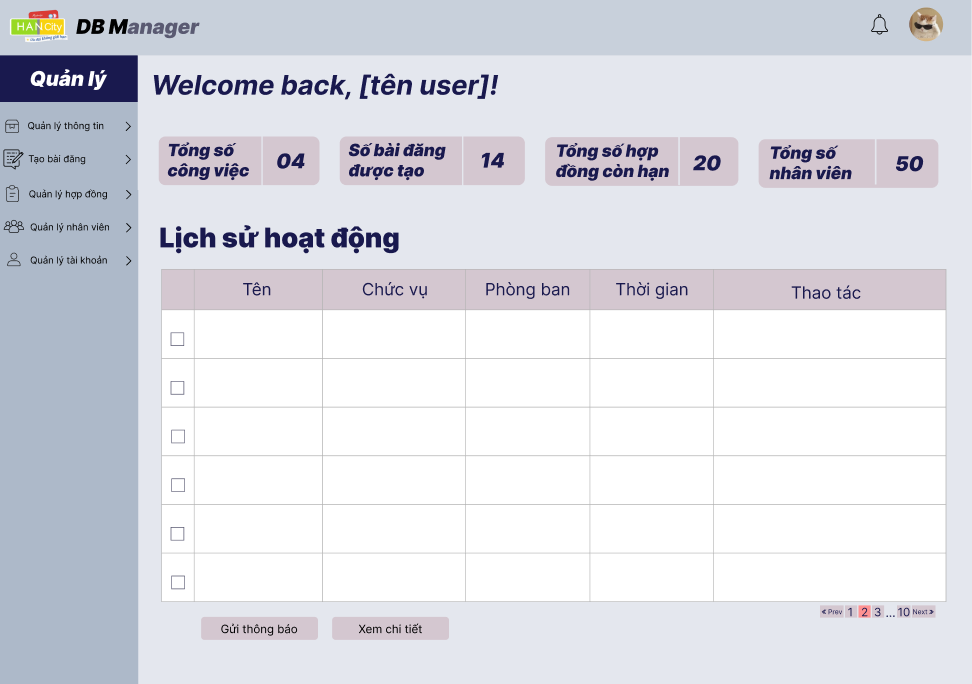 HANCity
DB Manager
Quản lý
Quản lý thông tin
Tạo bài đăng
Quản lý hợp đồng
Quản lý nhân viên
Quản lý tài khoản
Welcome back, [tên user]!
Tổng số
công việc
04
Số bài đăng
được tạo
14
Tổng số hợp
đồng còn hạn
20
Tổng số
nhân viên
50
Lịch sử hoạt động
Tên Chức vụ Phòng ban Thời gian Thao tác
« Prev 1 2 3 ... 10 Next »
Gửi thông báo Xem chi tiết